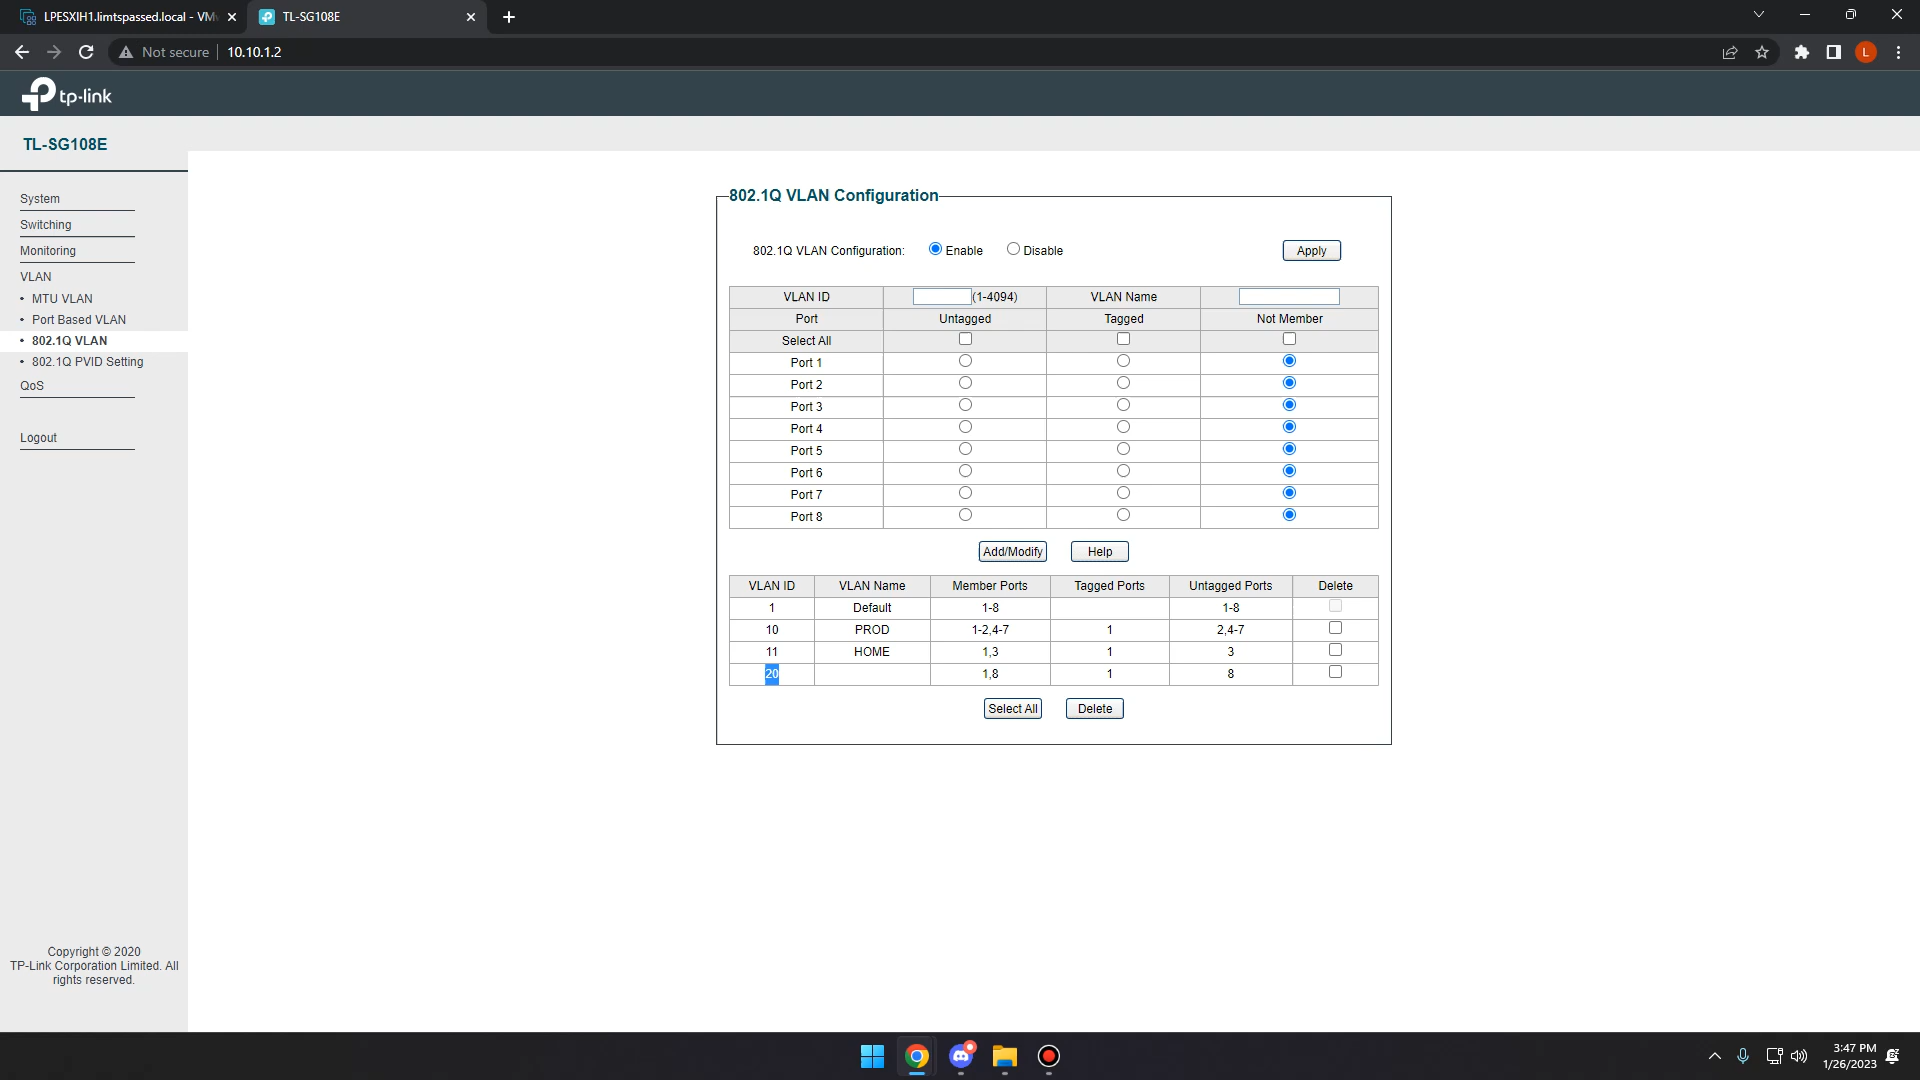 LPESXIH1.limtspassed.local - VMw
TL-SG108E
Not secure
10.10.1.2
L
tp-link
TL-SG108E
System
Switching
Monitoring
VLAN
• MTU VLAN
• Port Based VLAN
• 802.1Q VLAN
• 802.1Q PVID Setting
QoS
Logout
Copyright © 2020
TP-Link Corporation Limited. All
rights reserved.
802.1Q VLAN Configuration
802.1Q VLAN Configuration: Enable Disable Apply
VLAN ID (1-4094) VLAN Name
Port Untagged Tagged Not Member
Select All
Port 1
Port 2
Port 3
Port 4
Port 5
Port 6
Port 7
Port 8
Add/Modify Help
VLAN ID VLAN Name Member Ports Tagged Ports Untagged Ports Delete
1 Default 1-8 1-8
10 PROD 1-2,4-7 1 2,4-7
11 HOME 1,3 1 3
20 1,8 1 8
Select All Delete
3:47 PM
1/26/2023